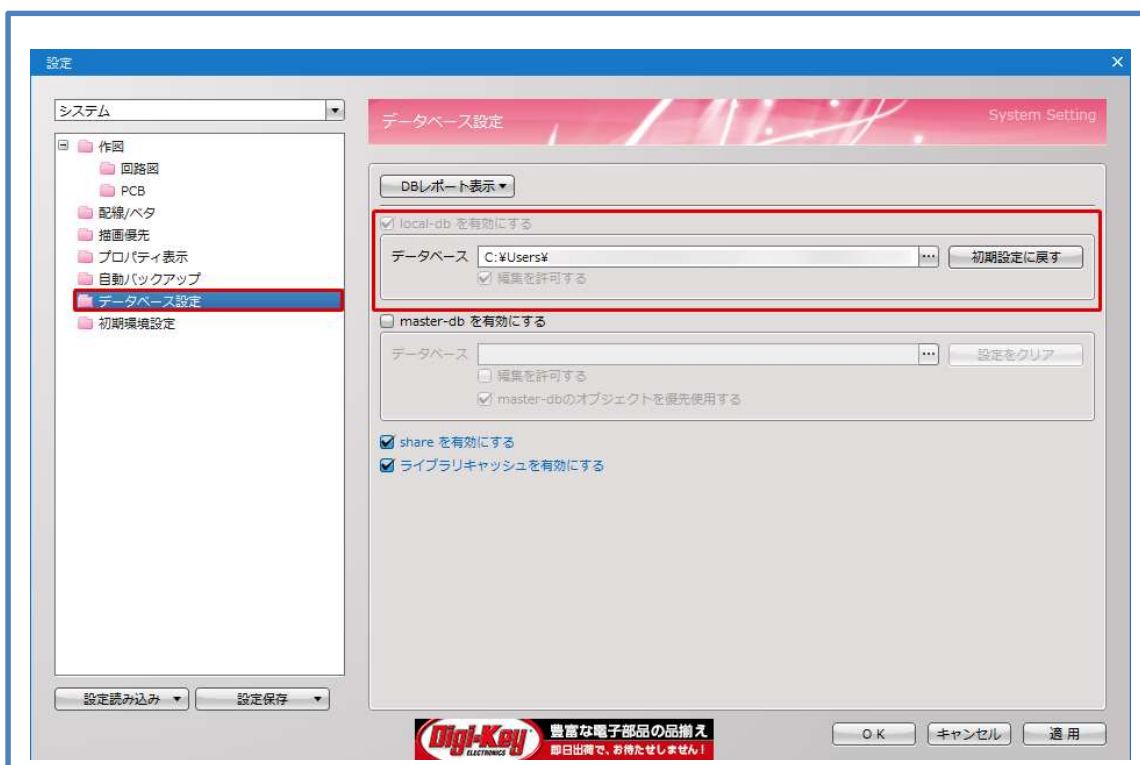 設定
システム
作図
回路図
PCB
配線/ベタ
描画優先
プロパティ表示
自動バックアップ
データベース設定
初期環境設定
設定読み込み
設定保存
データベース設定
System Setting
DBレポート表示
local-db を有効にする
データベース C:¥Users¥ ... 初期設定に戻す
編集を許可する
master-db を有効にする
データベース ... 設定をクリア
編集を許可する
master-dbのオブジェクトを優先使用する
share を有効にする
ライブラリキャッシュを有効にする
Digi-Key
ELECTRONICS
豊富な電子部品の品揃え
即日出荷で、お待たせしません!
OK キャンセル 適用